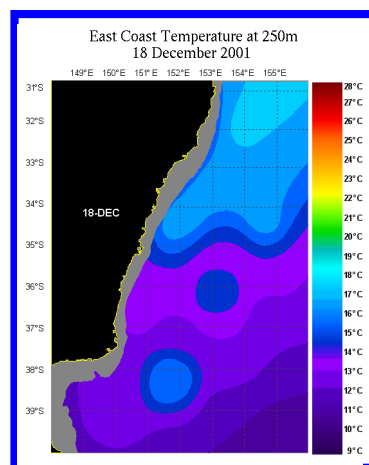 East Coast Temperature at 250m
18 December 2001
149°E 150°E 151°E 152°E 153°E 154°E 155°E
31°S
32°S
33°S
34°S
35°S
36°S
37°S
38°S
39°S
18-DEC
28°C
27°C
26°C
25°C
24°C
23°C
22°C
21°C
20°C
19°C
18°C
17°C
16°C
15°C
14°C
13°C
12°C
11°C
10°C
9°C